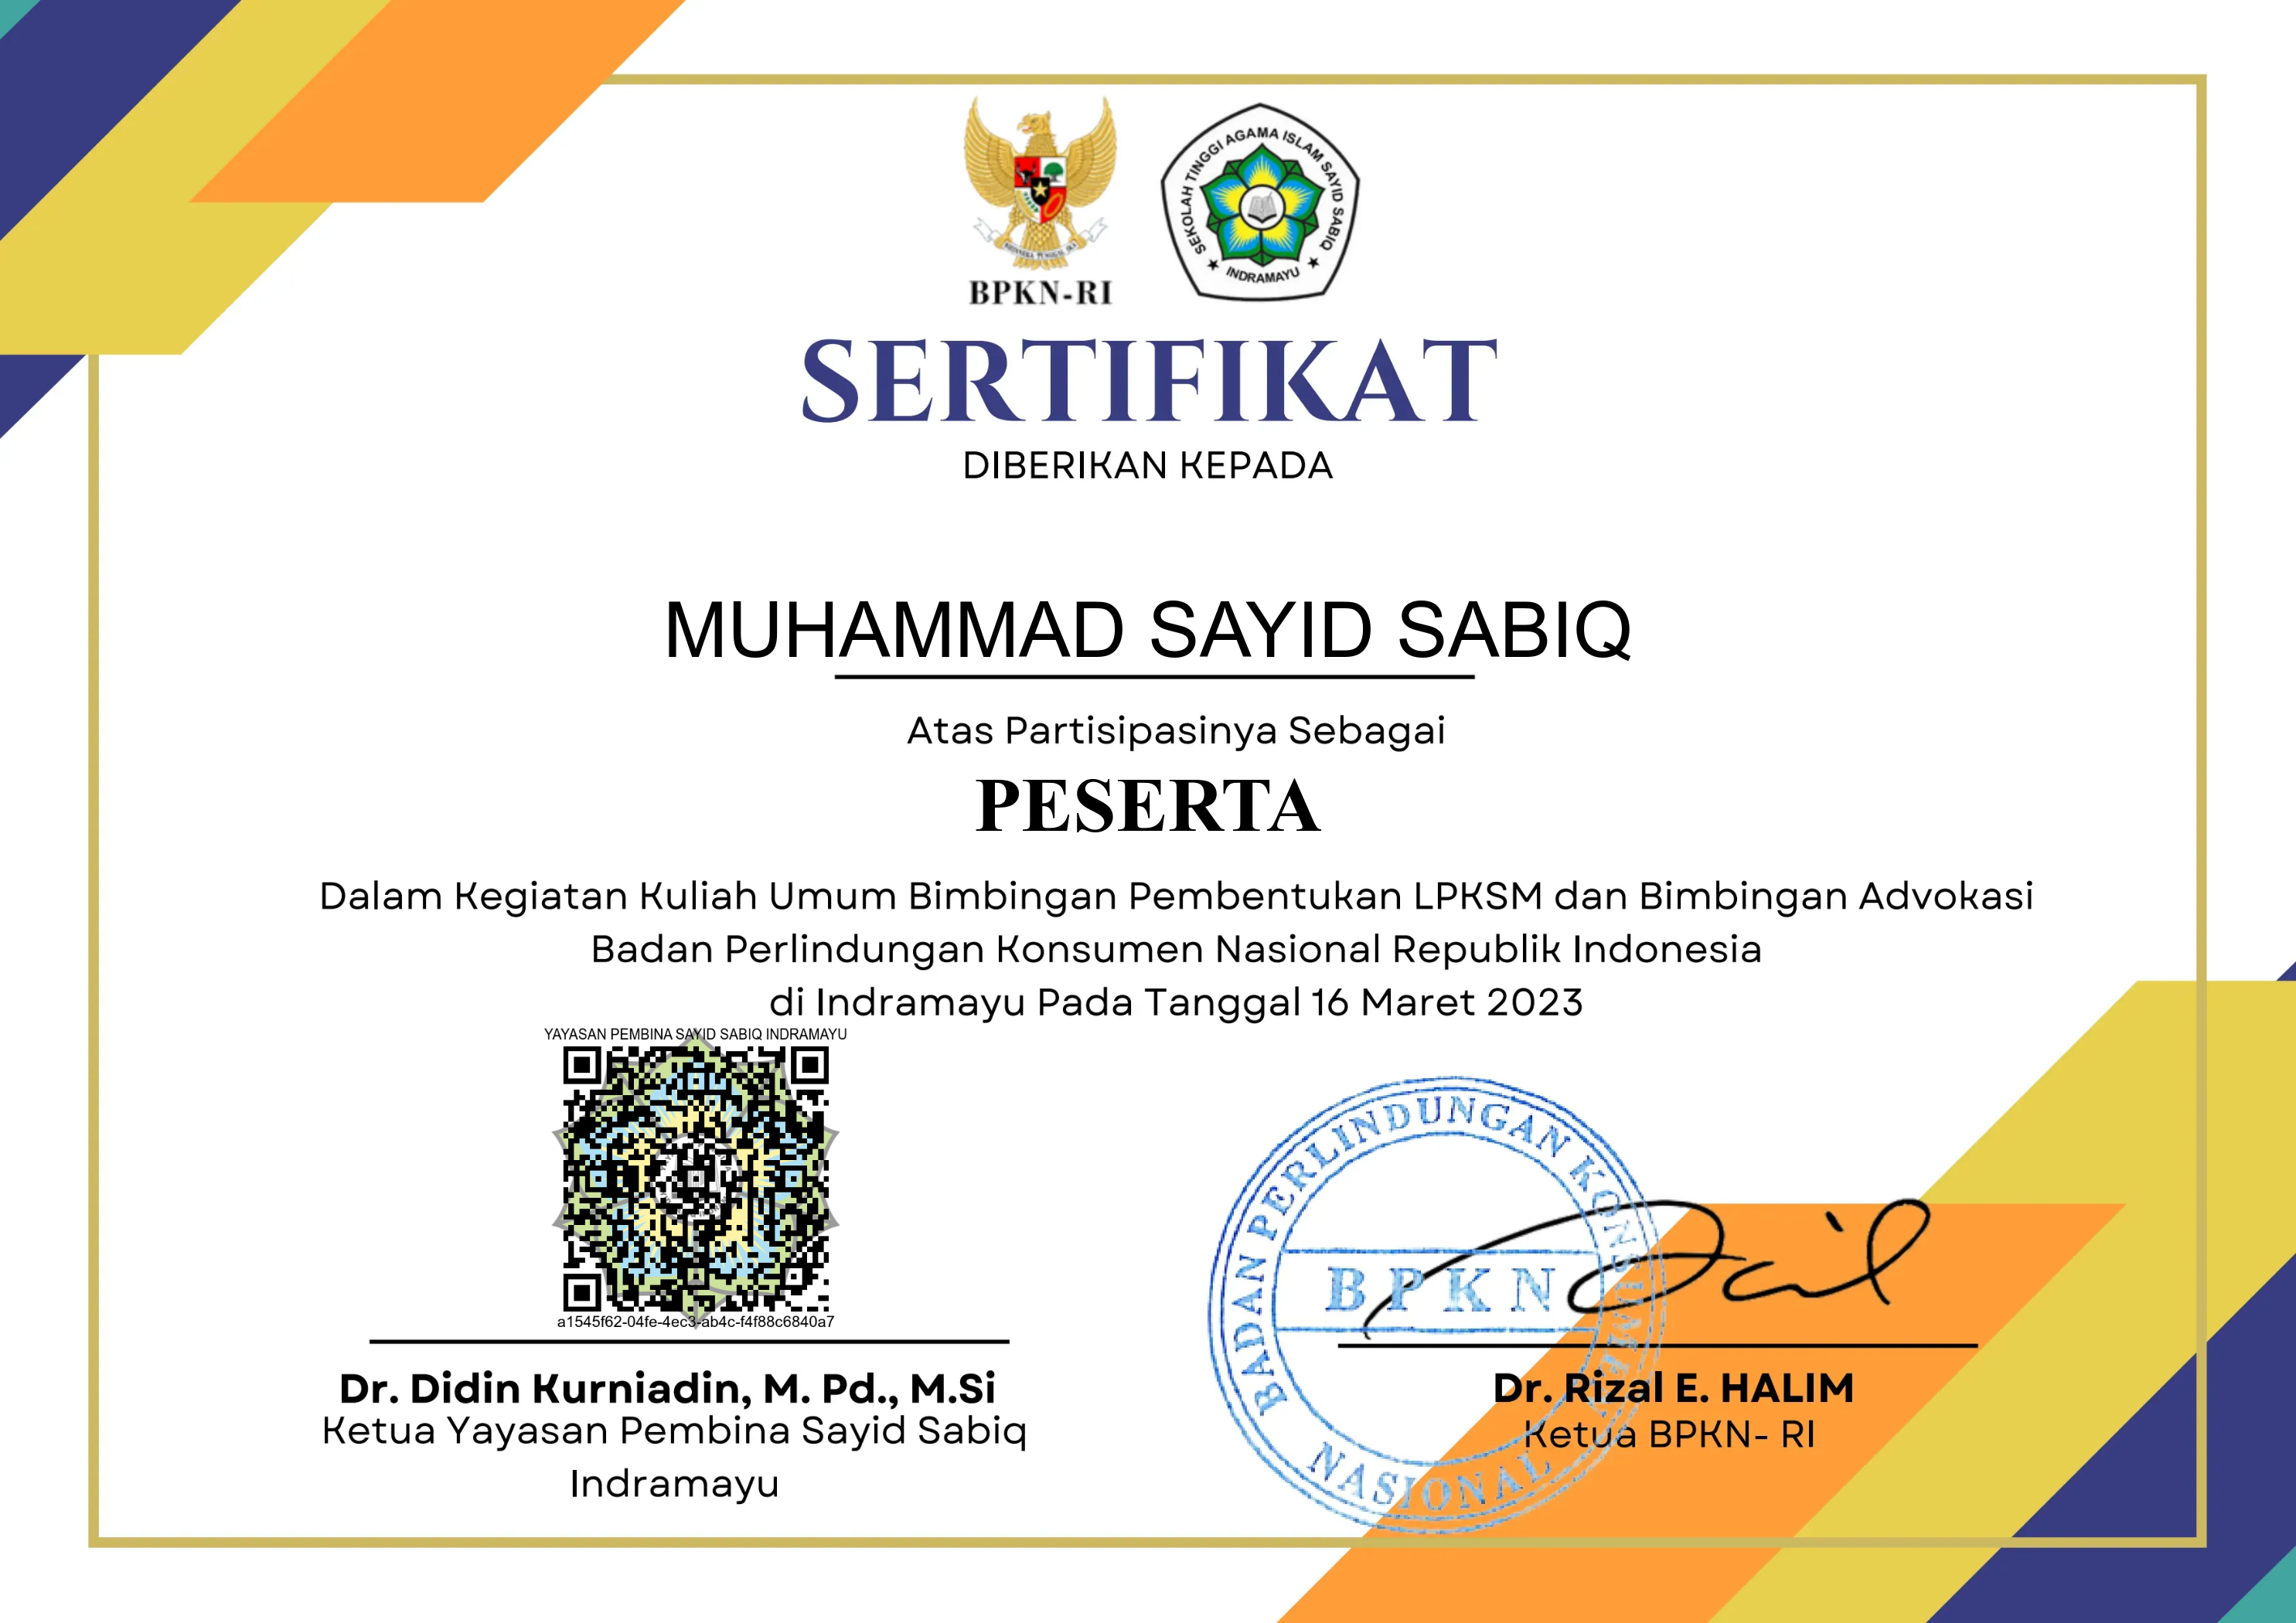 BHINNEKA TUNGGAL IKA
BPKN-RI
SEKOLAH TINGGI AGAMA ISLAM SAYID SABIQ
★ INDRAMAYU ★
SERTIFIKAT
DIBERIKAN KEPADA
MUHAMMAD SAYID SABIQ
Atas Partisipasinya Sebagai
PESERTA
Dalam Kegiatan Kuliah Umum Bimbingan Pembentukan LPKSM dan Bimbingan Advokasi
Badan Perlindungan Konsumen Nasional Republik Indonesia
di Indramayu Pada Tanggal 16 Maret 2023
YAYASAN PEMBINA SAYID SABIQ INDRAMAYU
a1545f62-04fe-4ec3-ab4c-f4f88c6840a7
Dr. Didin Kurniadin, M. Pd., M.Si
Ketua Yayasan Pembina Sayid Sabiq
Indramayu
BADAN PERLINDUNGAN KONSUMEN
BPKN
NASIONAL
Dr. Rizal E. HALIM
Ketua BPKN- RI